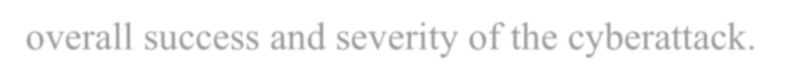 overall success and severity of the cyberattack.